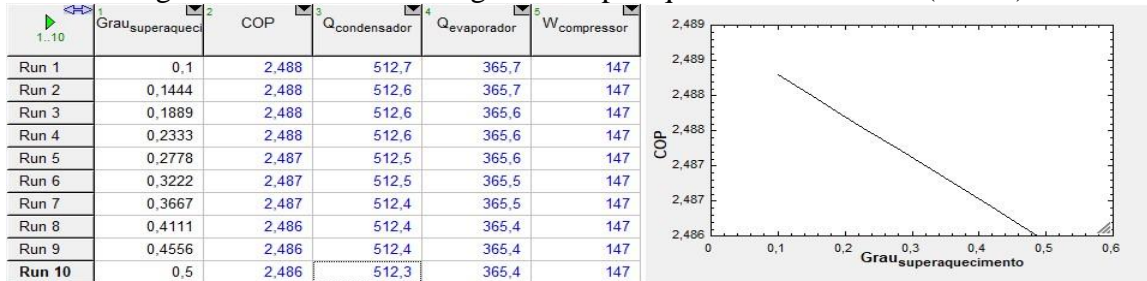 1..10
1
Grausuperaqueci
2
COP
3
Qcondensador
4
Qevaporador
5
Wcompressor
Run 1 0,1 2,488 512,7 365,7 147
Run 2 0,1444 2,488 512,6 365,7 147
Run 3 0,1889 2,488 512,6 365,6 147
Run 4 0,2333 2,488 512,6 365,6 147
Run 5 0,2778 2,487 512,5 365,6 147
Run 6 0,3222 2,487 512,5 365,5 147
Run 7 0,3667 2,487 512,4 365,5 147
Run 8 0,4111 2,486 512,4 365,4 147
Run 9 0,4556 2,486 512,4 365,4 147
Run 10 0,5 2,486 512,3 365,4 147
2,489
2,489
2,488
2,488
2,487
2,487
2,486
COP
0 0,1 0,2 0,3 0,4 0,5 0,6
Grausuperaquecimento